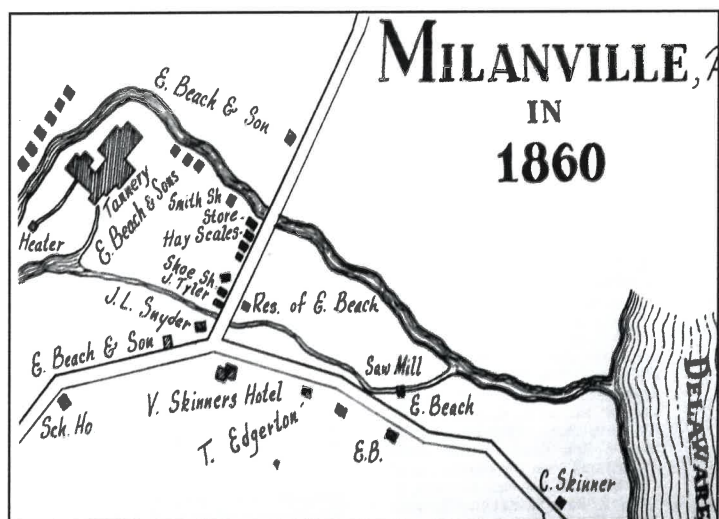 MILANVILLE,
IN
1860
E. Beach & Son
Tannery
E. Beach & Sons
Smith Sh
Store
Hay Scales
Heater
Shoe Sh.
J. Tyler
J.L. Snyder
Res. of E. Beach
E. Beach & Son
Saw Mill
E. Beach
V. Skinners Hotel
Sch. Ho
T. Edgerton
E.B.
C. Skinner
DELAWARE